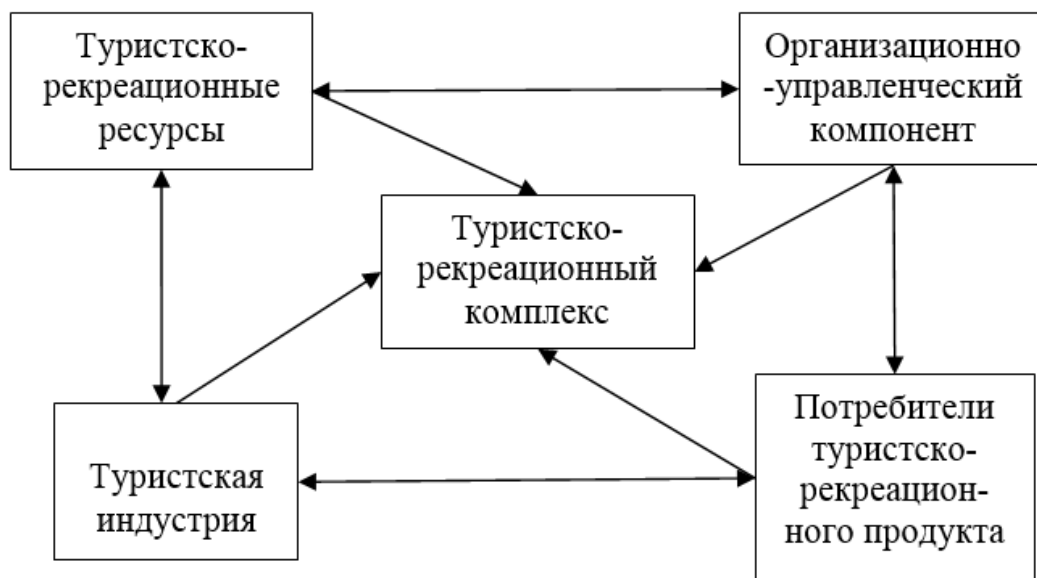 Туристско-
рекреационные
ресурсы
Организационно
-управленческий
компонент
Туристско-
рекреационный
комплекс
Туристская
индустрия
Потребители
туристско-
рекреацион-
ного продукта